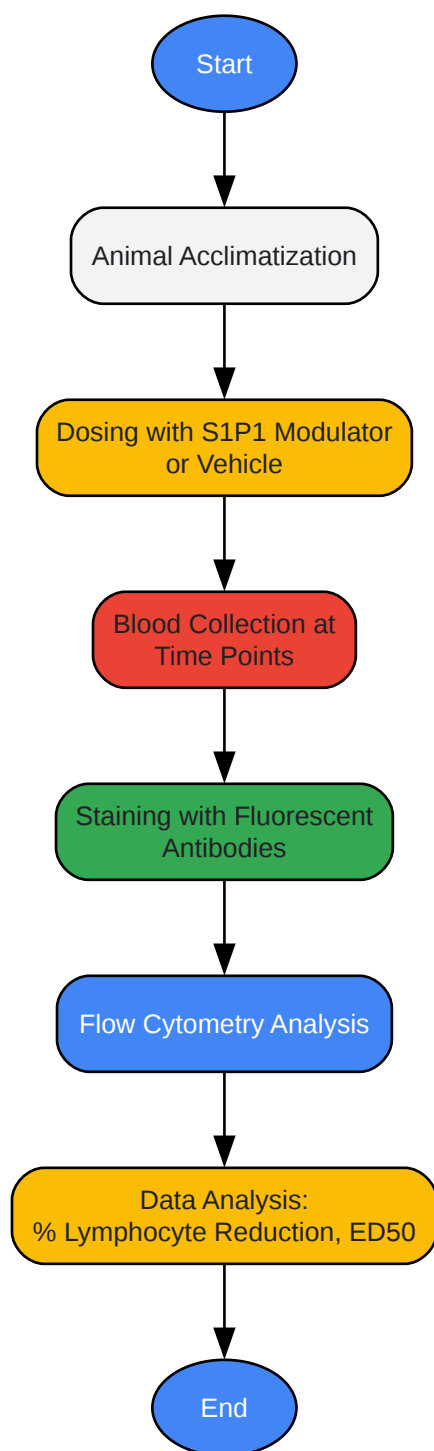 Start
Animal Acclimatization
Dosing with S1P1 Modulator
or Vehicle
Blood Collection at
Time Points
Staining with Fluorescent
Antibodies
Flow Cytometry Analysis
Data Analysis:
% Lymphocyte Reduction, ED50
End